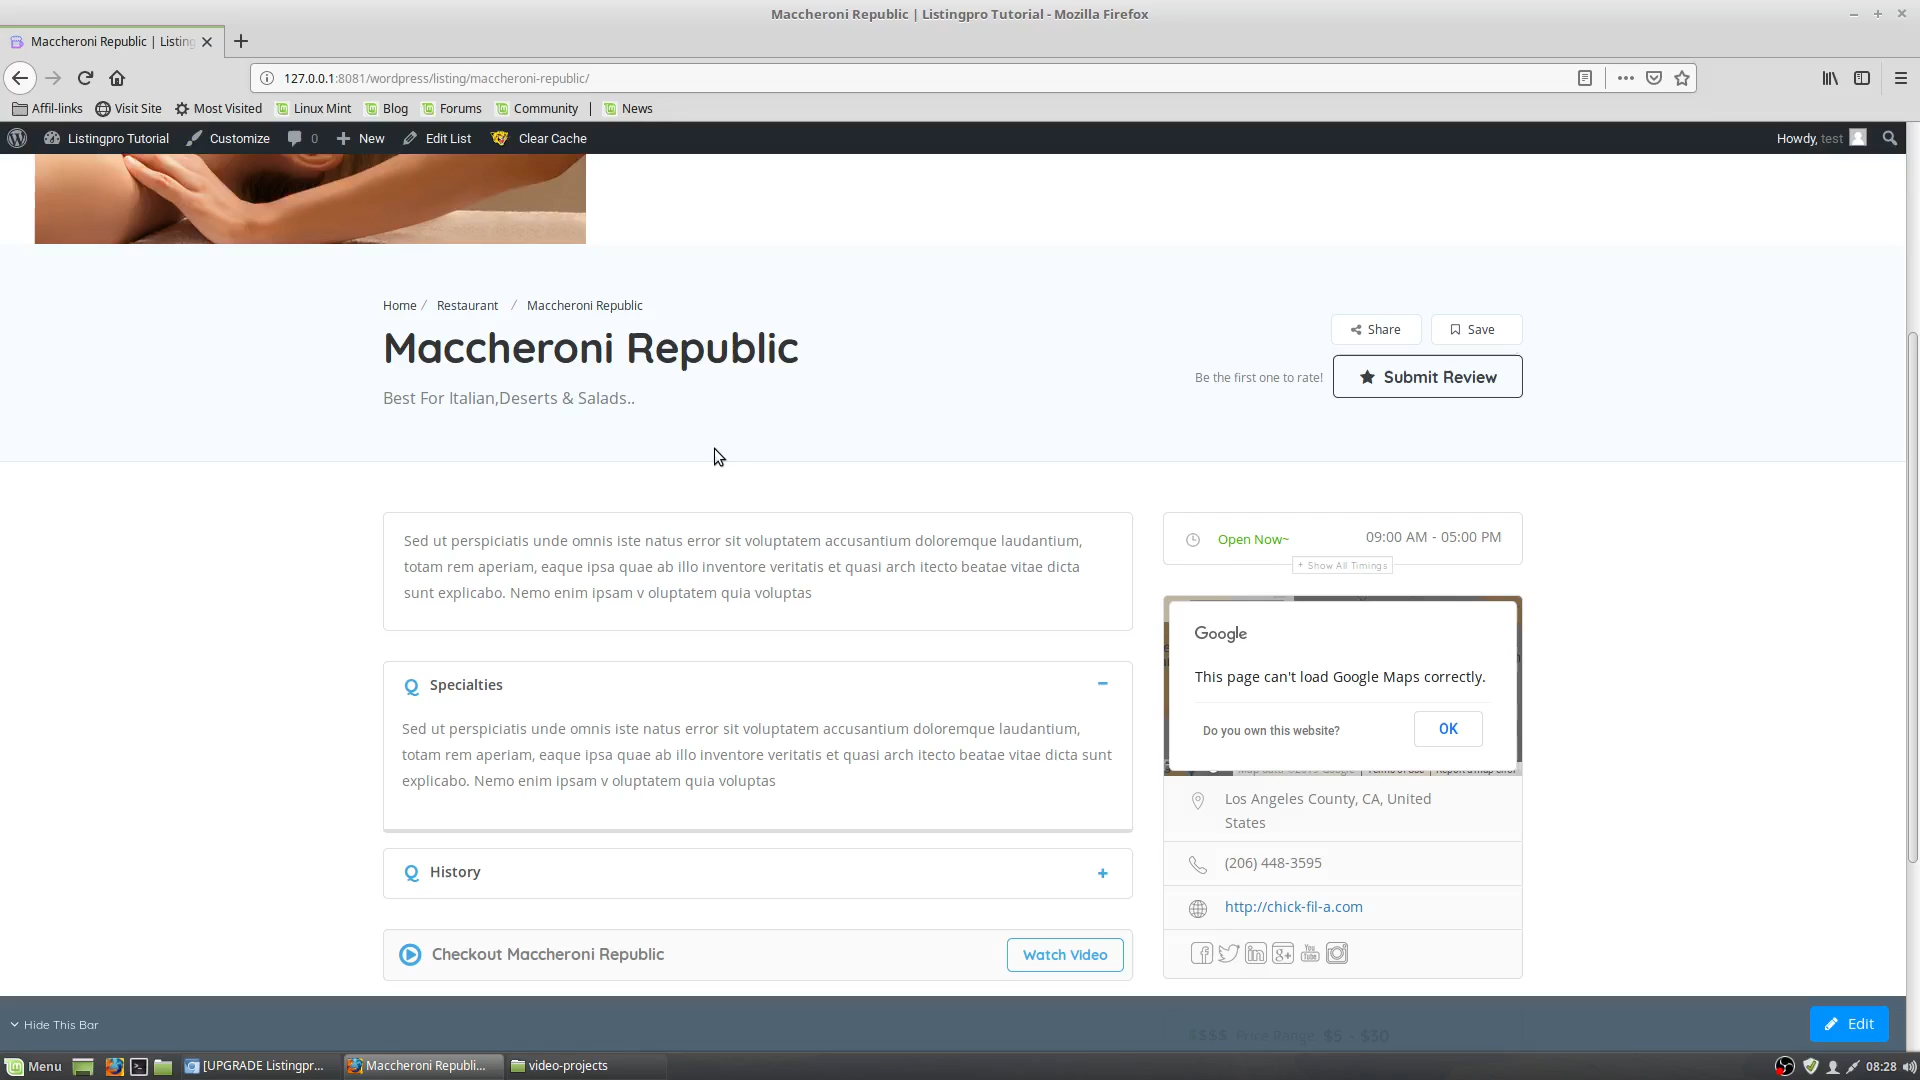 Maccheroni Republic | Listingpro Tutorial - Mozilla Firefox
Maccheroni Republic | Listing
127.0.0.1:8081/wordpress/listing/maccheroni-republic/
Affil-links Visit Site Most Visited Linux Mint Blog Forums Community | News
Listingpro Tutorial Customize 0 New Edit List Clear Cache Howdy, test
Home / Restaurant / Maccheroni Republic
Maccheroni Republic
Best For Italian,Deserts & Salads..
Share Save
Be the first one to rate! Submit Review
Sed ut perspiciatis unde omnis iste natus error sit voluptatem accusantium doloremque laudantium,
totam rem aperiam, eaque ipsa quae ab illo inventore veritatis et quasi arch itecto beatae vitae dicta
sunt explicabo. Nemo enim ipsam v oluptatem quia voluptas
Q Specialties
Sed ut perspiciatis unde omnis iste natus error sit voluptatem accusantium doloremque laudantium,
totam rem aperiam, eaque ipsa quae ab illo inventore veritatis et quasi arch itecto beatae vitae dicta sunt
explicabo. Nemo enim ipsam v oluptatem quia voluptas
Q History
Checkout Maccheroni Republic Watch Video
Open Now~ 09:00 AM - 05:00 PM
+ Show All Timings
Google
This page can't load Google Maps correctly.
Do you own this website? OK
Los Angeles County, CA, United
States
(206) 448-3595
http://chick-fil-a.com
$$$$ Price Range $5 - $30
Hide This Bar Edit
Menu [UPGRADE Listingpr... Maccheroni Republi... video-projects 08:28